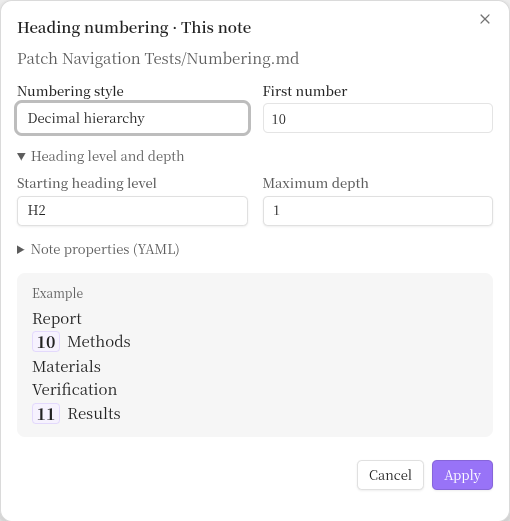 Heading numbering · This note
Patch Navigation Tests/Numbering.md
Numbering style
First number
Decimal hierarchy
10
Heading level and depth
Starting heading level
Maximum depth
H2
1
Note properties (YAML)
Example
Report
10 Methods
Materials
Verification
11 Results
Cancel
Apply